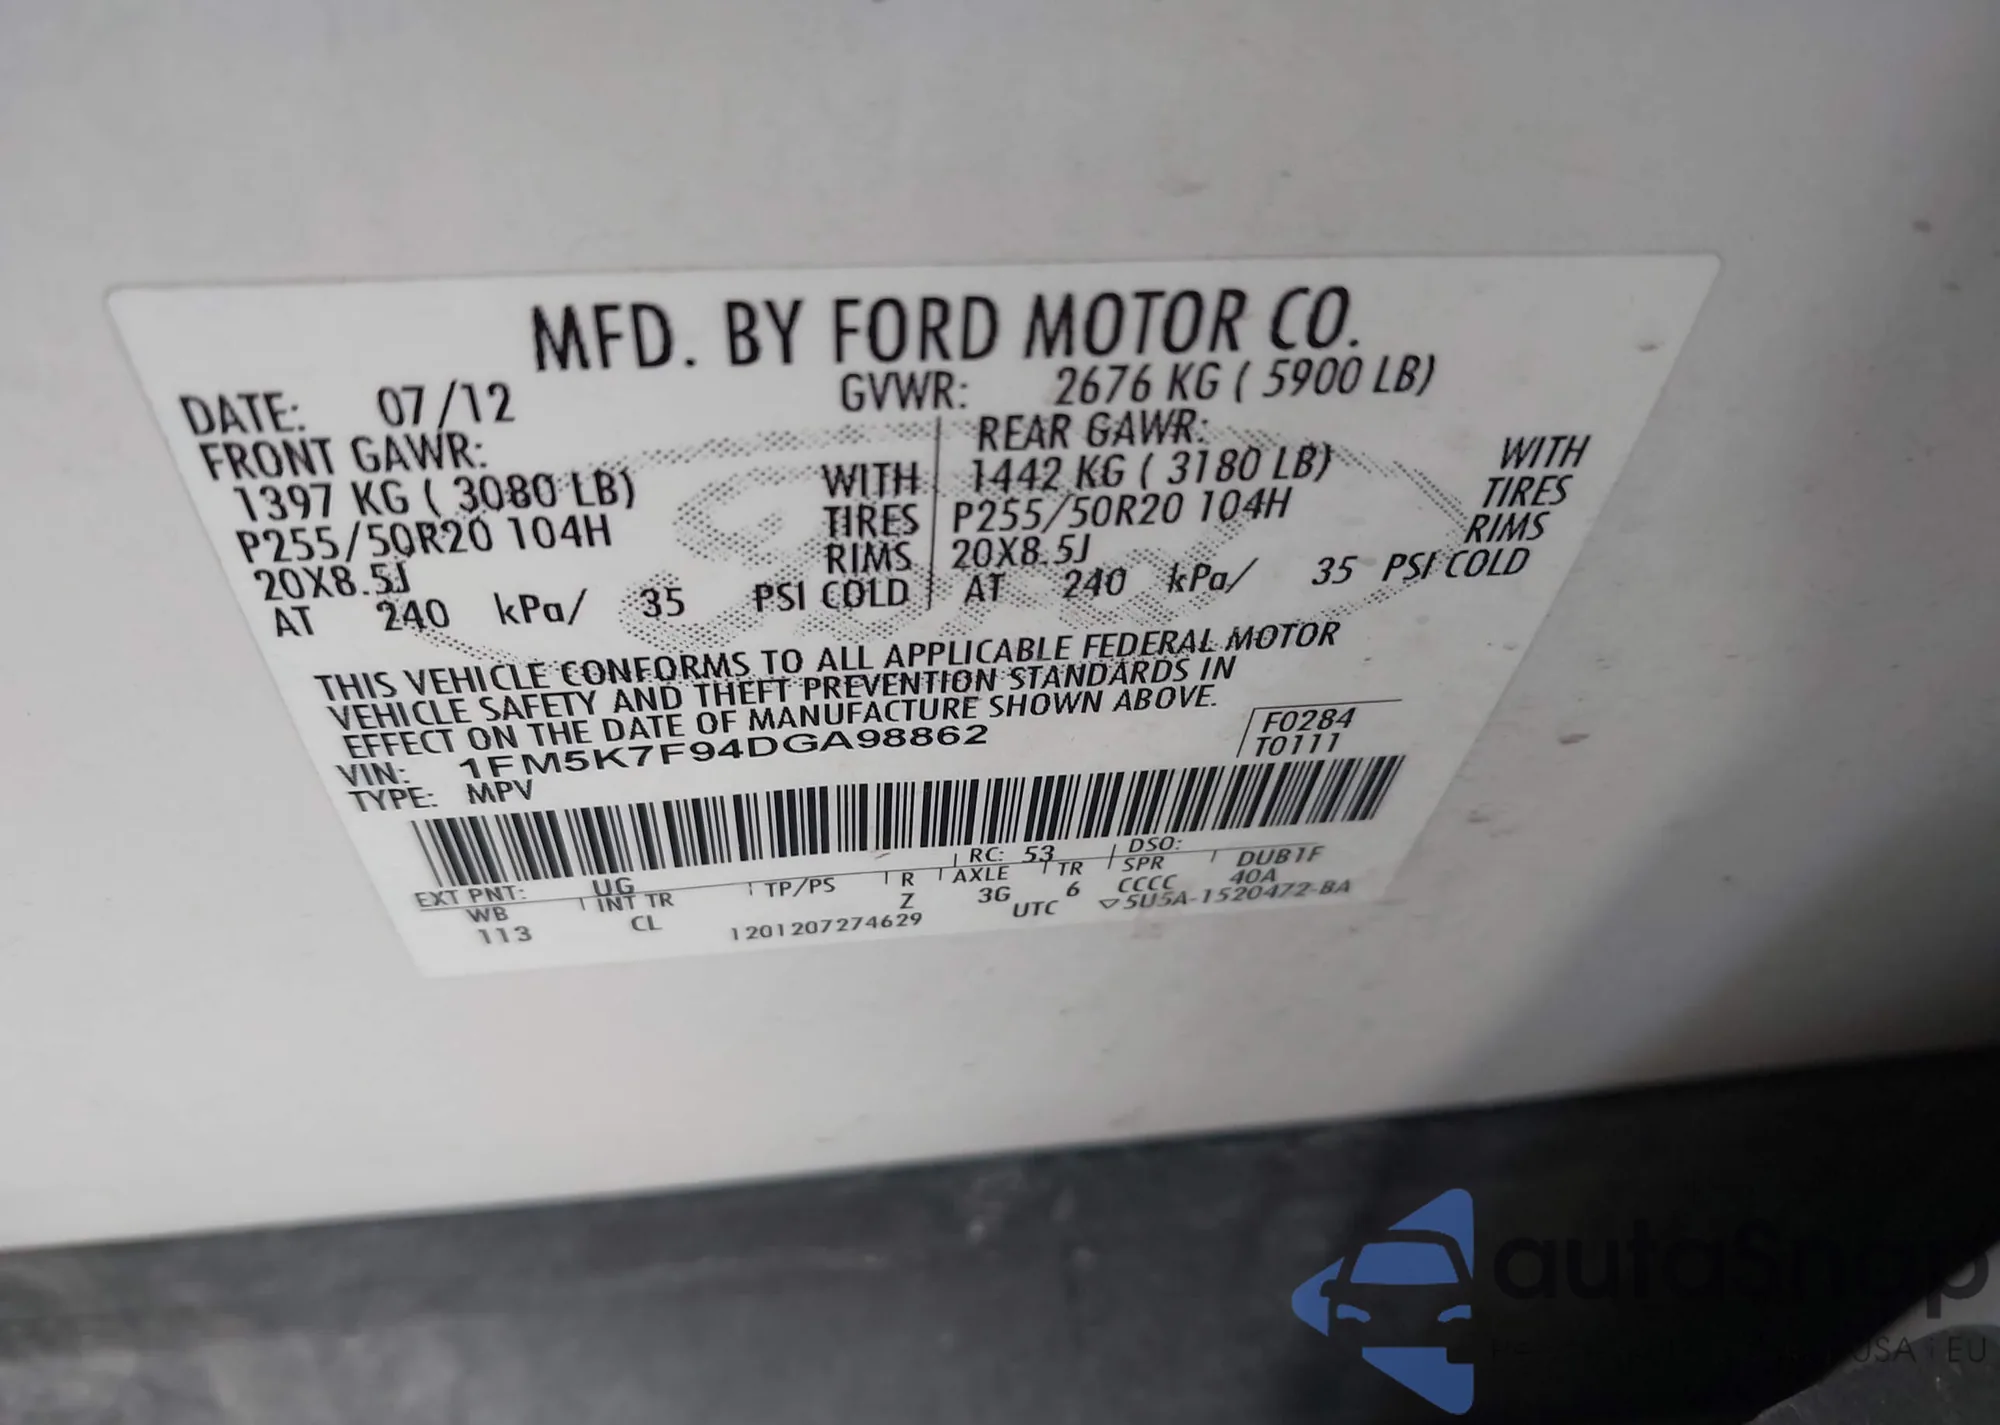 MFD. BY FORD MOTOR CO.
DATE: 07/12 GVWR: 2676 KG ( 5900 LB)
FRONT GAWR: REAR GAWR:
1397 KG ( 3080 LB) WITH 1442 KG ( 3180 LB) WITH
P255/50R20 104H TIRES P255/50R20 104H TIRES
20X8.5J RIMS 20X8.5J RIMS
AT 240 kPa/ 35 PSI COLD AT 240 kPa/ 35 PSI COLD
THIS VEHICLE CONFORMS TO ALL APPLICABLE FEDERAL MOTOR
VEHICLE SAFETY AND THEFT PREVENTION STANDARDS IN
EFFECT ON THE DATE OF MANUFACTURE SHOWN ABOVE.
VIN: 1FM5K7F94DGA98862 F0284
TYPE: MPV T0111
EXT PNT: UG RC: 53 DSO:
WB INT TR TP/PS R AXLE TR SPR DUB1F
113 CL Z 3G 6 CCCC 40A
1201207274629 UTC ▽5U5A-1520472-BA
autasnap
USA i EU